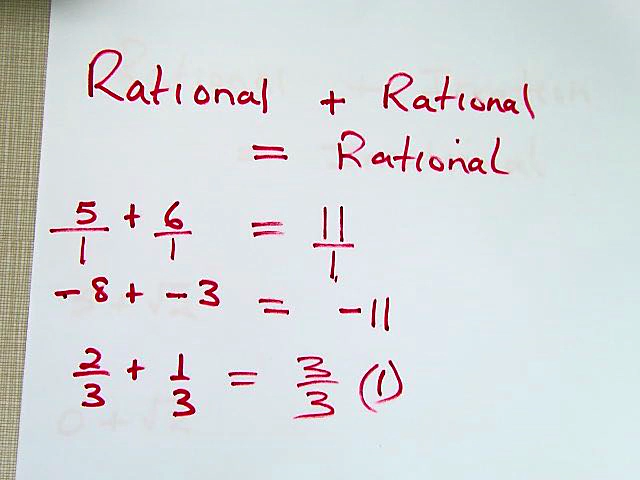 Rational + Rational
= Rational
5/1 + 6/1 = 11/1
-8 + -3 = -11
2/3 + 1/3 = 3/3 (1)